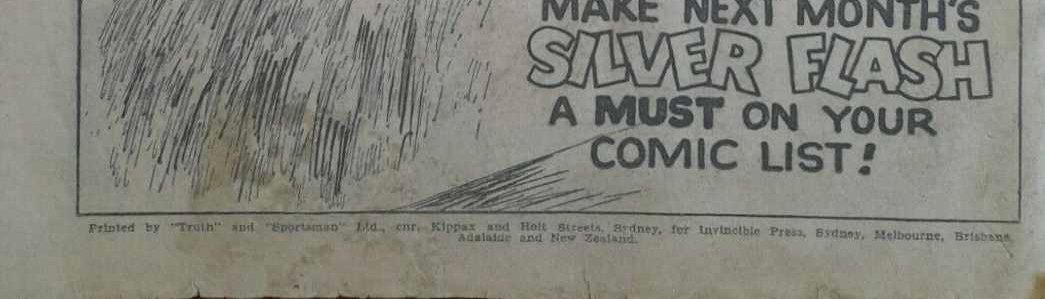 MAKE NEXT MONTH'S
SILVER FLASH
A MUST ON YOUR
COMIC LIST!
Printed by "Truth" and "Sportsman" Ltd., cnr. Kippax and Holt Streets, Sydney, for Invincible Press, Sydney, Melbourne, Brisbane,
Adelaide and New Zealand.